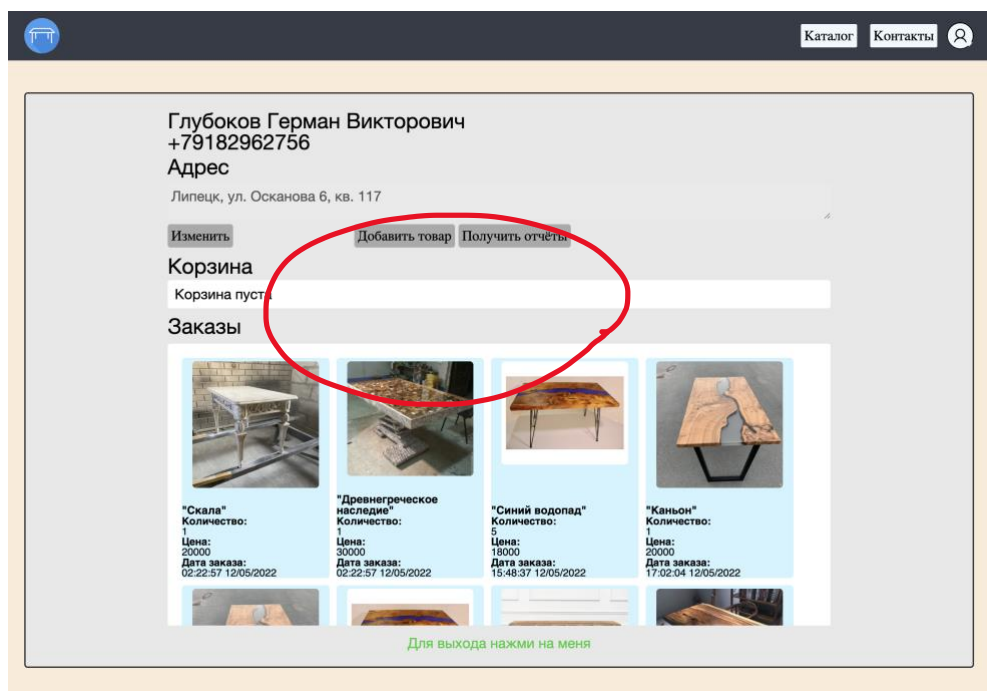 Каталог Контакты
Глубоков Герман Викторович
+79182962756
Адрес
Липецк, ул. Осканова 6, кв. 117
Изменить Добавить товар Получить отчёты
Корзина
Корзина пуста
Заказы
"Скала"
Количество:
1
Цена:
20000
Дата заказа:
02:22:57 12/05/2022
"Древнегреческое
наследие"
Количество:
1
Цена:
30000
Дата заказа:
02:22:57 12/05/2022
"Синий водопад"
Количество:
5
Цена:
18000
Дата заказа:
15:48:37 12/05/2022
"Каньон"
Количество:
1
Цена:
20000
Дата заказа:
17:02:04 12/05/2022
Для выхода нажми на меня